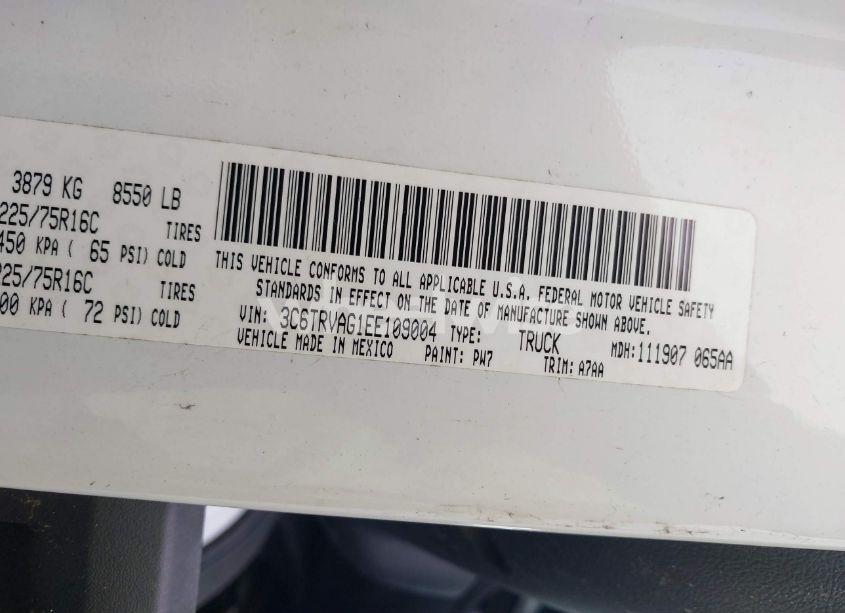 3879 KG 8550 LB
225/75R16C TIRES
450 KPA ( 65 PSI) COLD
225/75R16C TIRES
00 KPA ( 72 PSI) COLD
THIS VEHICLE CONFORMS TO ALL APPLICABLE U.S.A. FEDERAL MOTOR VEHICLE SAFETY
STANDARDS IN EFFECT ON THE DATE OF MANUFACTURE SHOWN ABOVE.
VIN: 3C6TRVAG1EE109004 TYPE: TRUCK MDH:111907 065AA
VEHICLE MADE IN MEXICO PAINT: PW7 TRIM: A7AA